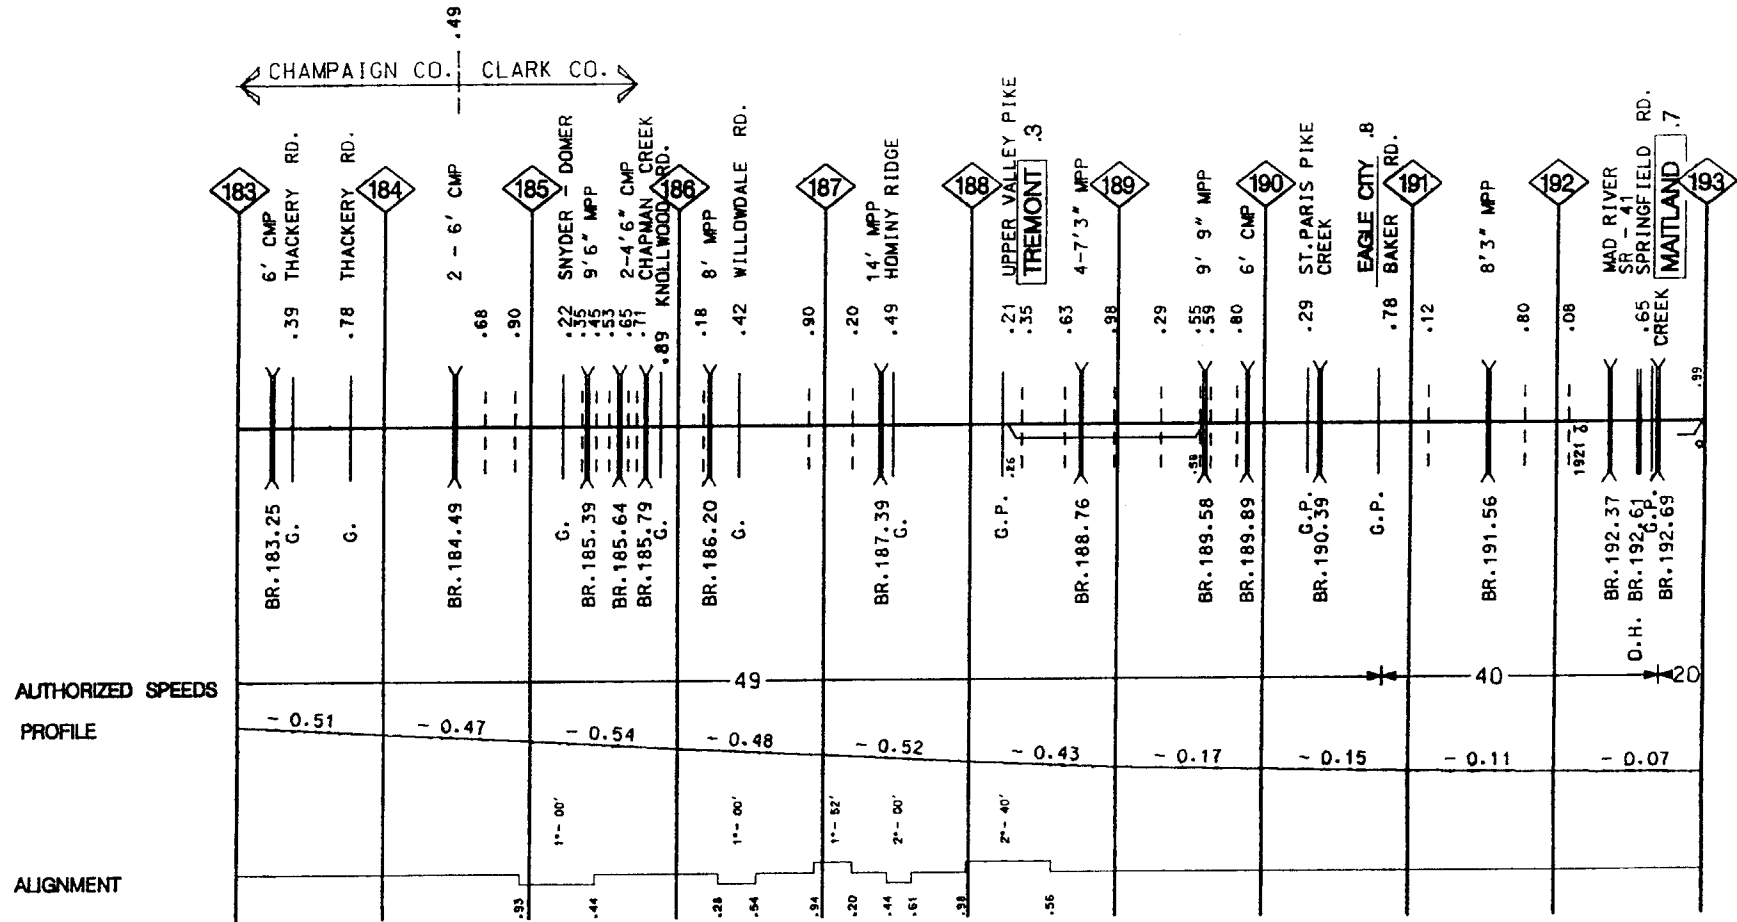 .49
CHAMPAIGN CO. CLARK CO.
183
184
185
186
187
188
189
190
191
192
193
6' CMP
THACKERY RD.
THACKERY RD.
2 - 6' CMP
SNYDER - DOMER
9'6" MPP
2-4'6" CMP
CHAPMAN CREEK
KNOLLWOOD RD.
8' MPP
WILLOWDALE RD.
14' MPP
HOMINY RIDGE
UPPER VALLEY PIKE
TREMONT .3
4-7'3" MPP
9' 9" MPP
6' CMP
ST.PARIS PIKE
CREEK
EAGLE CITY .8
BAKER RD.
8'3" MPP
MAD RIVER
SR - 41
SPRINGFIELD RD.
MAITLAND .7
CREEK
.39
.78
.68
.90
.22
.35
.45
.53
.65
.71
.89
.18
.42
.90
.20
.49
.21
.35
.63
.98
.29
.55
.59
.80
.29
.78
.12
.80
.08
.65
.99
.26
.58
1921
BR.183.25
G.
G.
BR.184.49
G.
BR.185.39
BR.185.64
BR.185.79
G.
BR.186.20
G.
BR.187.39
G.
G.P.
BR.188.76
BR.189.58
BR.189.89
G.P.
BR.190.39
G.P.
BR.191.56
BR.192.37
O.H. BR.192.61
G.P.
BR.192.69
AUTHORIZED SPEEDS
49
40
20
PROFILE
- 0.51
- 0.47
- 0.54
- 0.48
- 0.52
- 0.43
- 0.17
- 0.15
- 0.11
- 0.07
1°- 00'
1°- 00'
1°- 52'
2°- 00'
2°- 40'
ALIGNMENT
.93
.44
.28
.54
.94
.20
.44
.61
.98
.56